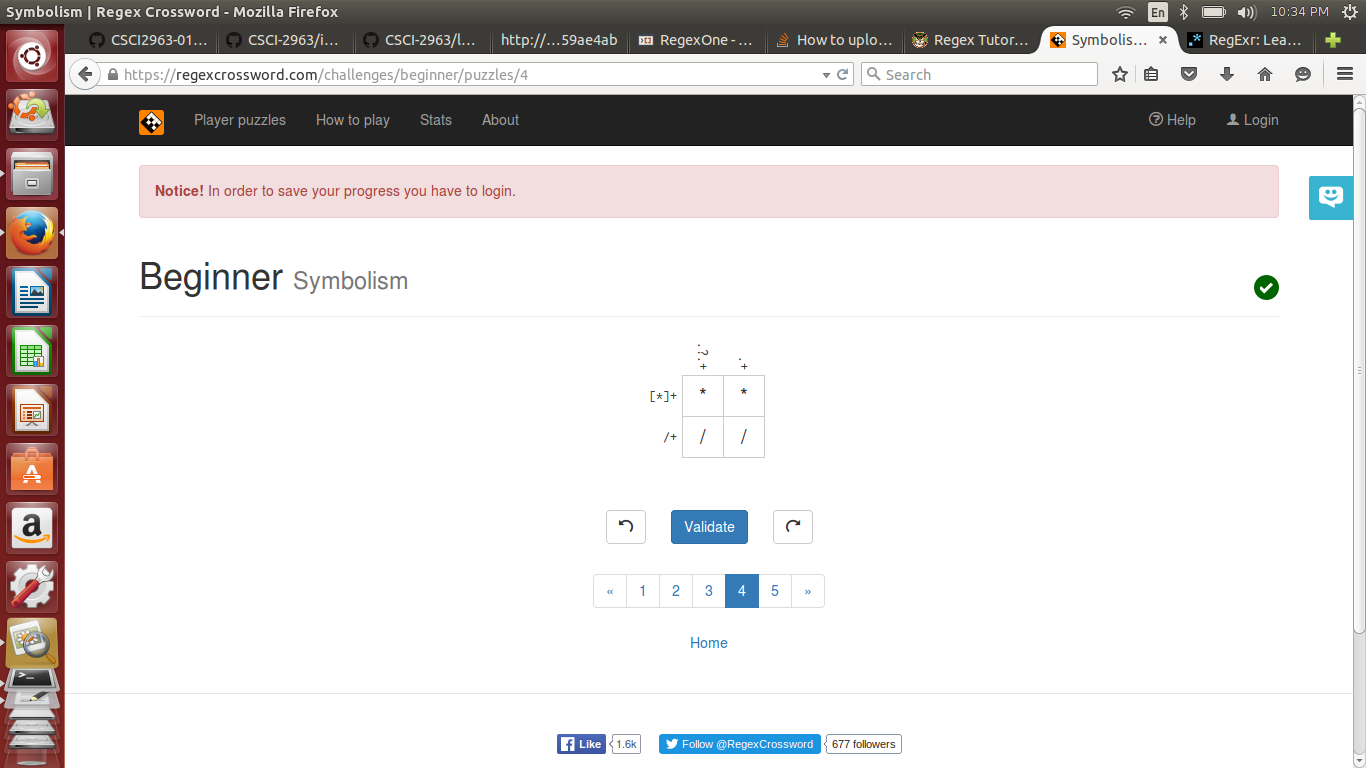 Symbolism | Regex Crossword - Mozilla Firefox
En
10:34 PM
CSCI2963-01...
CSCI-2963/i...
CSCI-2963/l...
http://...59ae4ab
RegexOne - ...
How to uplo...
Regex Tutor...
Symbolis...
RegExr: Lea...
https://regexcrossword.com/challenges/beginner/puzzles/4
Search
Player puzzles
How to play
Stats
About
Help
Login
Notice! In order to save your progress you have to login.
Beginner Symbolism
.?.+
.+
[*]+
*
*
/+
/
/
Validate
«
1
2
3
4
5
»
Home
Like
1.6k
Follow @RegexCrossword
677 followers